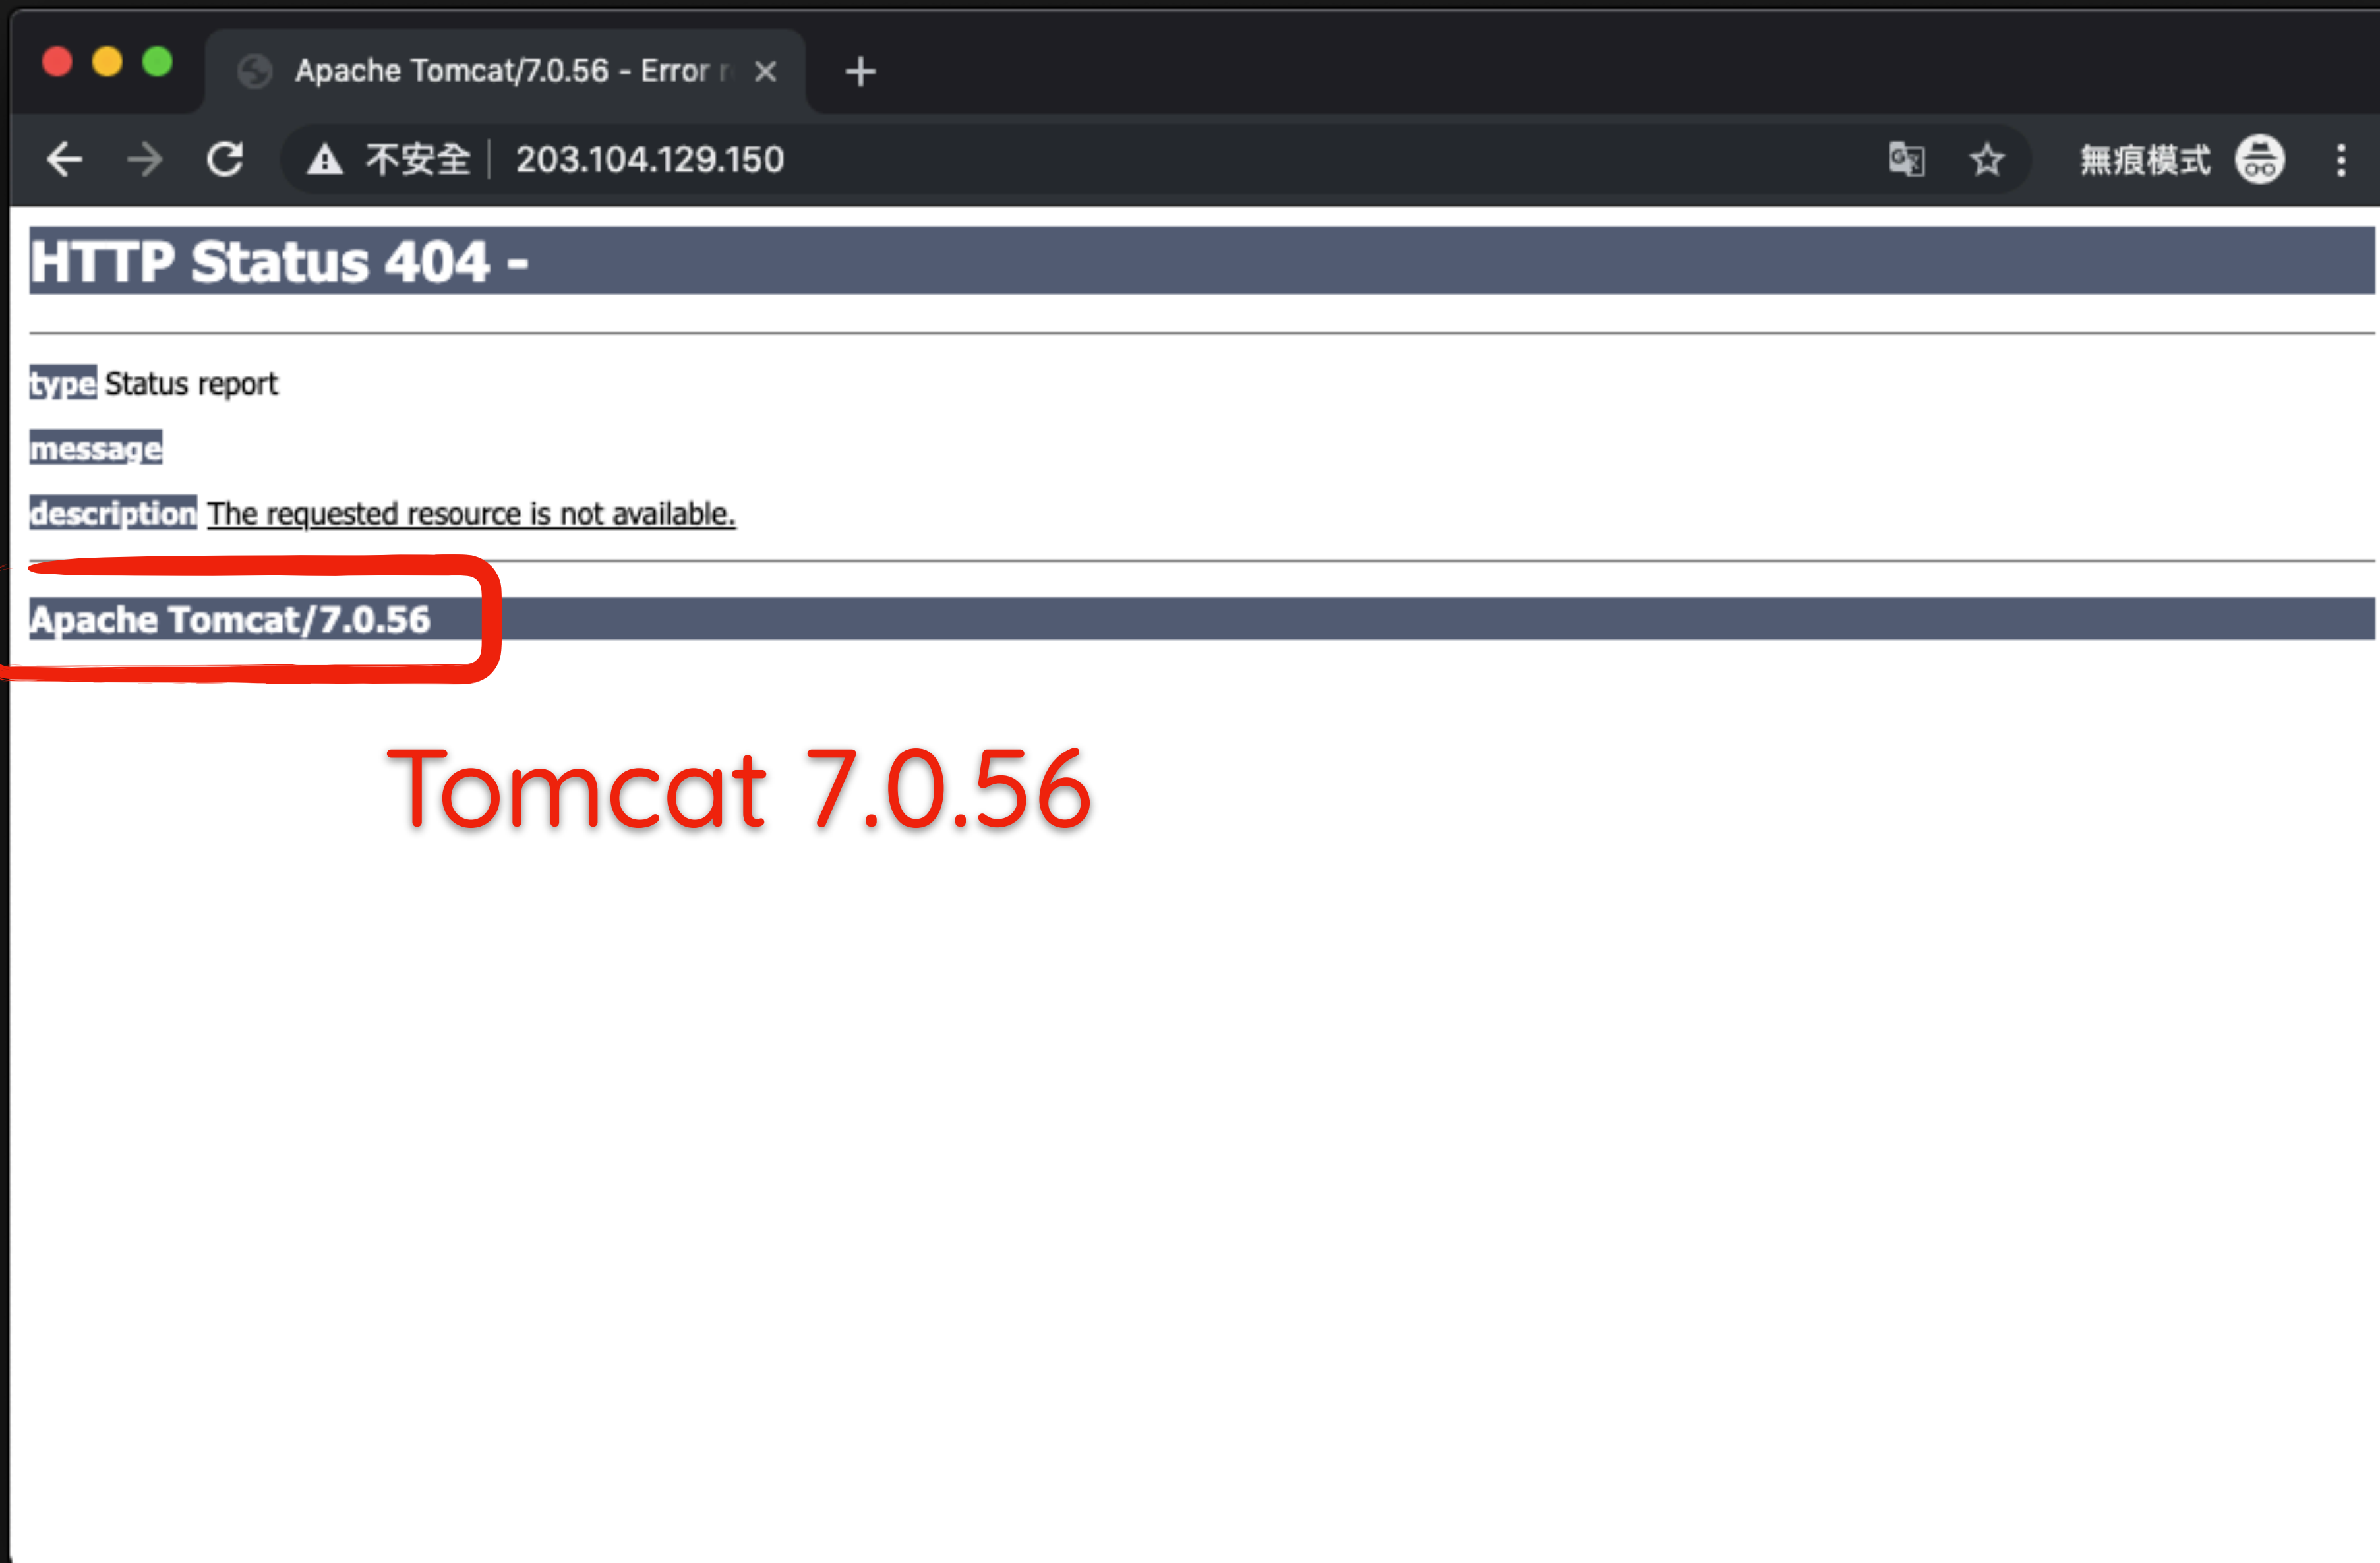 Apache Tomcat/7.0.56 - Error
不安全 203.104.129.150 無痕模式
HTTP Status 404 -
type Status report
message
description The requested resource is not available.
Apache Tomcat/7.0.56
Tomcat 7.0.56